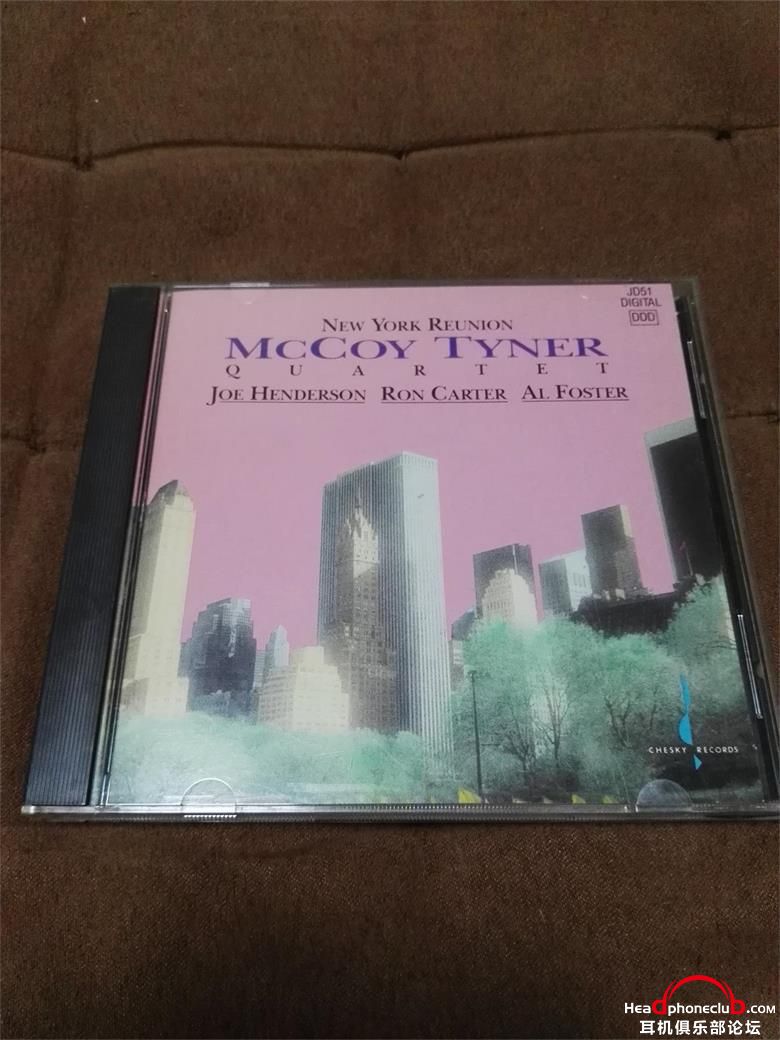 JD51
DIGITAL
DDD
NEW YORK REUNION
MCCOY TYNER
QUARTET
JOE HENDERSON RON CARTER AL FOSTER
CHESKY RECORDS
Headphoneclub.com
耳机俱乐部论坛